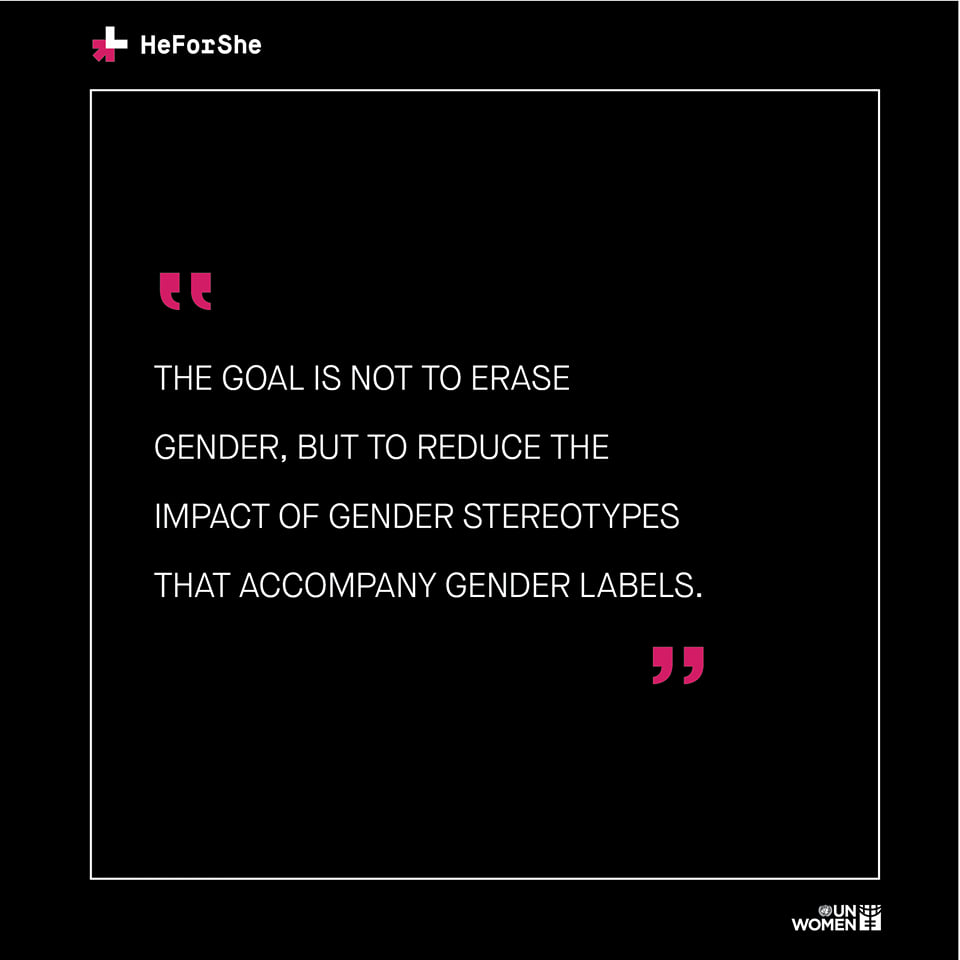 HeForShe
“
THE GOAL IS NOT TO ERASE
GENDER, BUT TO REDUCE THE
IMPACT OF GENDER STEREOTYPES
THAT ACCOMPANY GENDER LABELS.
”
UN
WOMEN